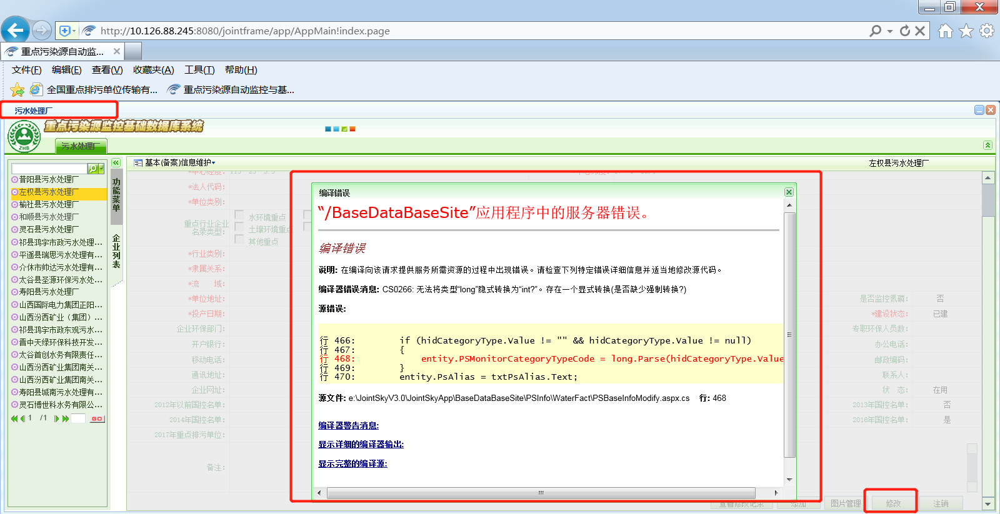 http://10.126.88.245:8080/jointframe/app/AppMain!index.page
重点污染源自动监...
文件(F) 编辑(E) 查看(V) 收藏夹(A) 工具(T) 帮助(H)
全国重点排污单位传输有... 重点污染源自动监控与基...
污水处理厂
重点污染源监控基础数据库系统
ZHB
污水处理厂
基本(备案)信息维护
左权县污水处理厂
昔阳县污水处理厂
左权县污水处理厂
榆社县污水处理厂
和顺县污水处理厂
灵石县污水处理厂
祁县鸿宇市政污水处理...
平遥县瑞思污水处理有...
介休市帅达污水处理有...
太谷县圣源环保污水处...
寿阳县污水处理厂
山西国际电力集团正阳...
山西汾西矿业（集团）...
祁县鸿宇市政东观污水...
晋中天绿环保科技开发...
太谷首创水务有限责任...
山西汾西矿业集团南关...
山西汾西矿业集团南关...
寿阳县城南污水处理有...
灵石博世科水务有限公...
1 /1 GO
功能菜单
企业列表
*法人代码:
*单位类别:
重点行业企业名录类型:
水环境重点
土壤环境重点
其他重点
*行业类别:
*隶属关系:
*流 域:
*单位地址:
*投产日期:
企业环保部门:
开户银行:
移动电话:
通讯地址:
企业网址:
2012年以前国控名单:
2014年国控名单:
2017年重点排污单位:
备注:
编译错误
“/BaseDataBaseSite”应用程序中的服务器错误。
编译错误
说明: 在编译向该请求提供服务所需资源的过程中出现错误。请检查下列特定错误详细信息并适当地修改源代码。
编译器错误消息: CS0266: 无法将类型“long”隐式转换为“int?”。存在一个显式转换(是否缺少强制转换?)
源错误:
行 466: if (hidCategoryType.Value != "" && hidCategoryType.Value != null)
行 467: {
行 468: entity.PSMonitorCategoryTypeCode = long.Parse(hidCategoryType.Value
行 469: }
行 470: entity.PsAlias = txtPsAlias.Text;
源文件: e:\JointSkyV3.0\JointSkyApp\BaseDataBaseSite\PSInfo\WaterFact\PSBaseInfoModify.aspx.cs 行: 468
编译器警告消息:
显示详细的编译器输出:
显示完整的编译源:
是否监控氮磷: 否
*建设状态: 已建
专职环保人员数:
办公电话:
邮政编码:
联系人:
状 态: 在用
2013年国控名单: 否
2016年国控名单: 是
查看修改记录 添加 图片管理 修改 注销